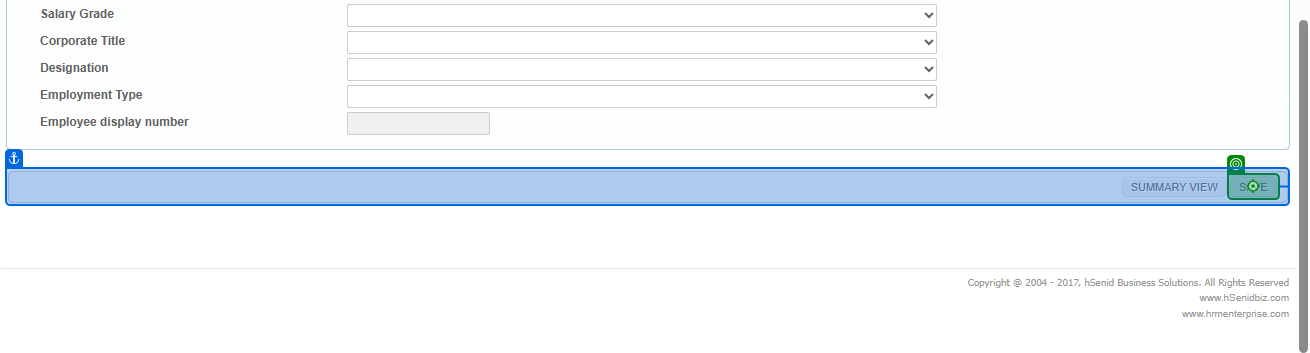 Salary Grade
Corporate Title
Designation
Employment Type
Employee display number
SUMMARY VIEW
Copyright @ 2004 - 2017, hSenid Business Solutions. All Rights Reserved
www.hSenidbiz.com
www.hrmenterprise.com